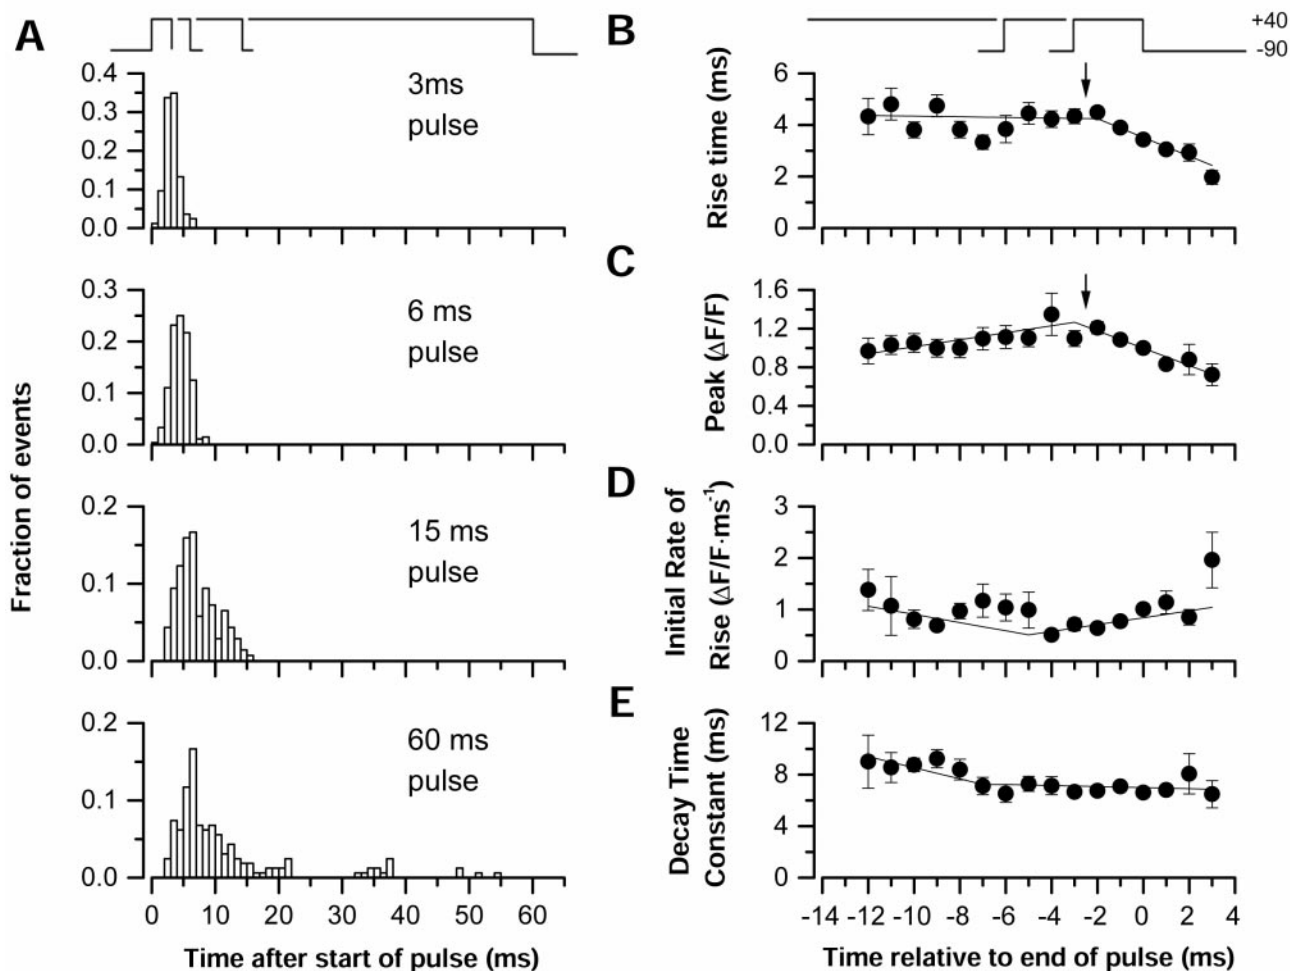 A
3ms
pulse
0.4
0.3
0.2
0.1
0.0
6 ms
pulse
0.3
0.2
0.1
0.0
15 ms
pulse
0.2
0.1
0.0
60 ms
pulse
0.2
0.1
0.0
Fraction of events
0 10 20 30 40 50 60
Time after start of pulse (ms)
B
+40
-90
Rise time (ms)
6
4
2
0
C
Peak (ΔF/F)
1.6
1.2
0.8
0.4
0.0
D
Initial Rate of
Rise (ΔF/F·ms⁻¹)
3
2
1
0
E
Decay Time
Constant (ms)
12
8
4
0
-14 -12 -10 -8 -6 -4 -2 0 2 4
Time relative to end of pulse (ms)